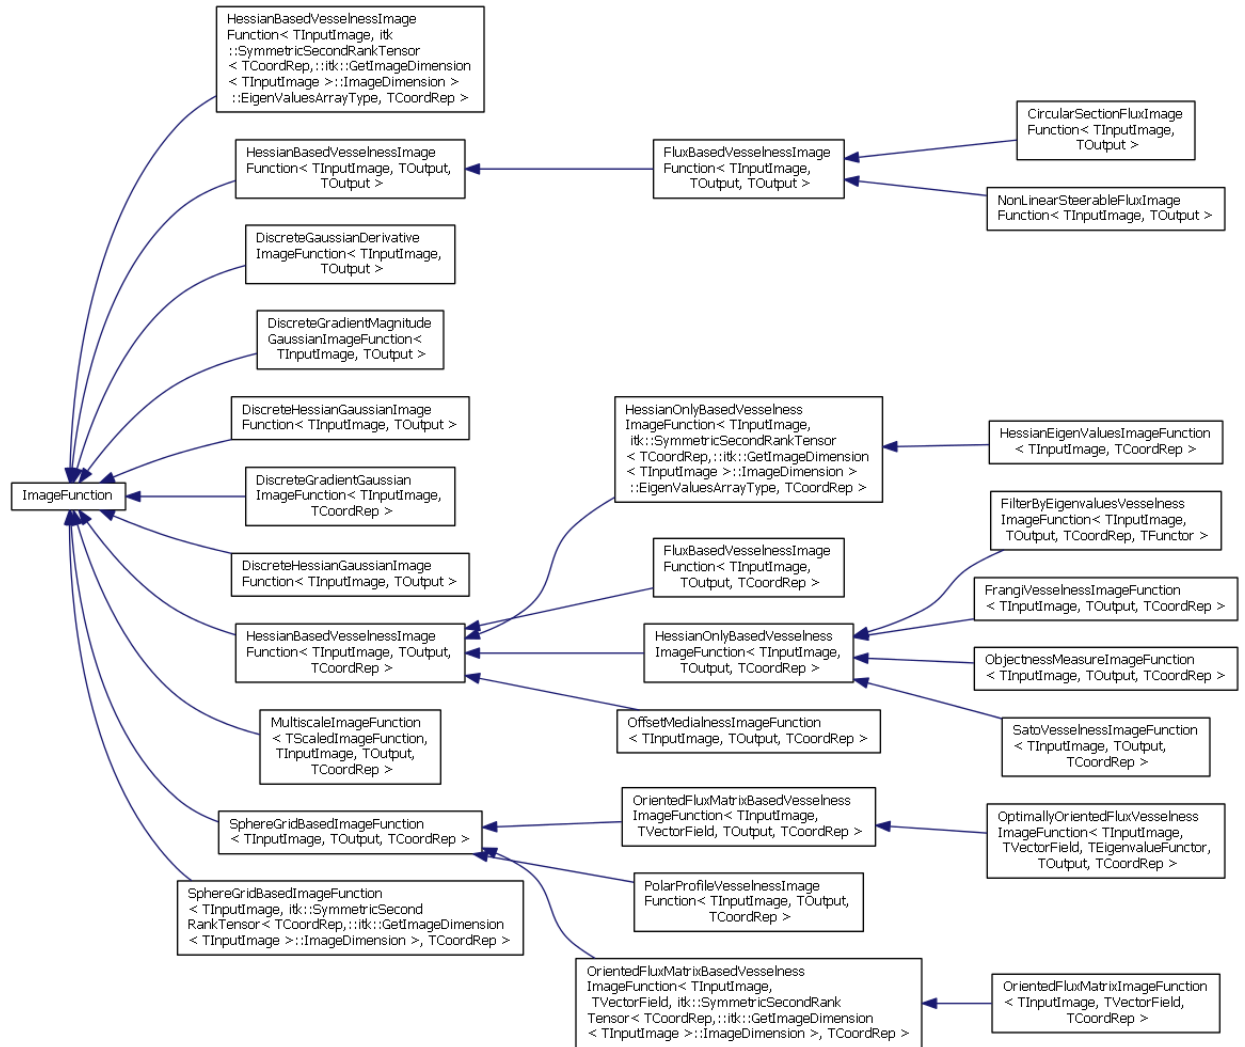 HessianBasedVesselnessImage
Function< TInputImage, itk
::SymmetricSecondRankTensor
< TCoordRep,::itk::GetImageDimension
< TInputImage >::ImageDimension >
::EigenValuesArrayType, TCoordRep >
HessianBasedVesselnessImage
Function< TInputImage, TOutput,
TOutput >
DiscreteGaussianDerivative
ImageFunction< TInputImage,
TOutput >
DiscreteGradientMagnitude
GaussianImageFunction<
TInputImage, TOutput >
DiscreteHessianGaussianImage
Function< TInputImage, TOutput >
DiscreteGradientGaussian
ImageFunction< TInputImage,
TCoordRep >
ImageFunction
DiscreteHessianGaussianImage
Function< TInputImage, TOutput >
HessianBasedVesselnessImage
Function< TInputImage, TOutput,
TCoordRep >
MultiscaleImageFunction
< TScaledImageFunction,
TInputImage, TOutput,
TCoordRep >
SphereGridBasedImageFunction
< TInputImage, TOutput, TCoordRep >
SphereGridBasedImageFunction
< TInputImage, itk::SymmetricSecond
RankTensor< TCoordRep,::itk::GetImageDimension
< TInputImage >::ImageDimension >, TCoordRep >
FluxBasedVesselnessImage
Function< TInputImage,
TOutput, TOutput >
HessianOnlyBasedVesselness
ImageFunction< TInputImage,
itk::SymmetricSecondRankTensor
< TCoordRep,::itk::GetImageDimension
< TInputImage >::ImageDimension >
::EigenValuesArrayType, TCoordRep >
FluxBasedVesselnessImage
Function< TInputImage,
TOutput, TCoordRep >
HessianOnlyBasedVesselness
ImageFunction< TInputImage,
TOutput, TCoordRep >
OffsetMedialnessImageFunction
< TInputImage, TOutput, TCoordRep >
OrientedFluxMatrixBasedVesselness
ImageFunction< TInputImage,
TVectorField, TOutput, TCoordRep >
PolarProfileVesselnessImage
Function< TInputImage, TOutput,
TCoordRep >
OrientedFluxMatrixBasedVesselness
ImageFunction< TInputImage,
TVectorField, itk::SymmetricSecondRank
Tensor< TCoordRep,::itk::GetImageDimension
< TInputImage >::ImageDimension >, TCoordRep >
CircularSectionFluxImage
Function< TInputImage,
TOutput >
NonLinearSteerableFluxImage
Function< TInputImage, TOutput >
HessianEigenValuesImageFunction
< TInputImage, TCoordRep >
FilterByEigenvaluesVesselness
ImageFunction< TInputImage,
TOutput, TCoordRep, TFunctor >
FrangiVesselnessImageFunction
< TInputImage, TOutput, TCoordRep >
ObjectnessMeasureImageFunction
< TInputImage, TOutput, TCoordRep >
SatoVesselnessImageFunction
< TInputImage, TOutput,
TCoordRep >
OptimallyOrientedFluxVesselness
ImageFunction< TInputImage,
TVectorField, TEigenvalueFunctor,
TOutput, TCoordRep >
OrientedFluxMatrixImageFunction
< TInputImage, TVectorField,
TCoordRep >